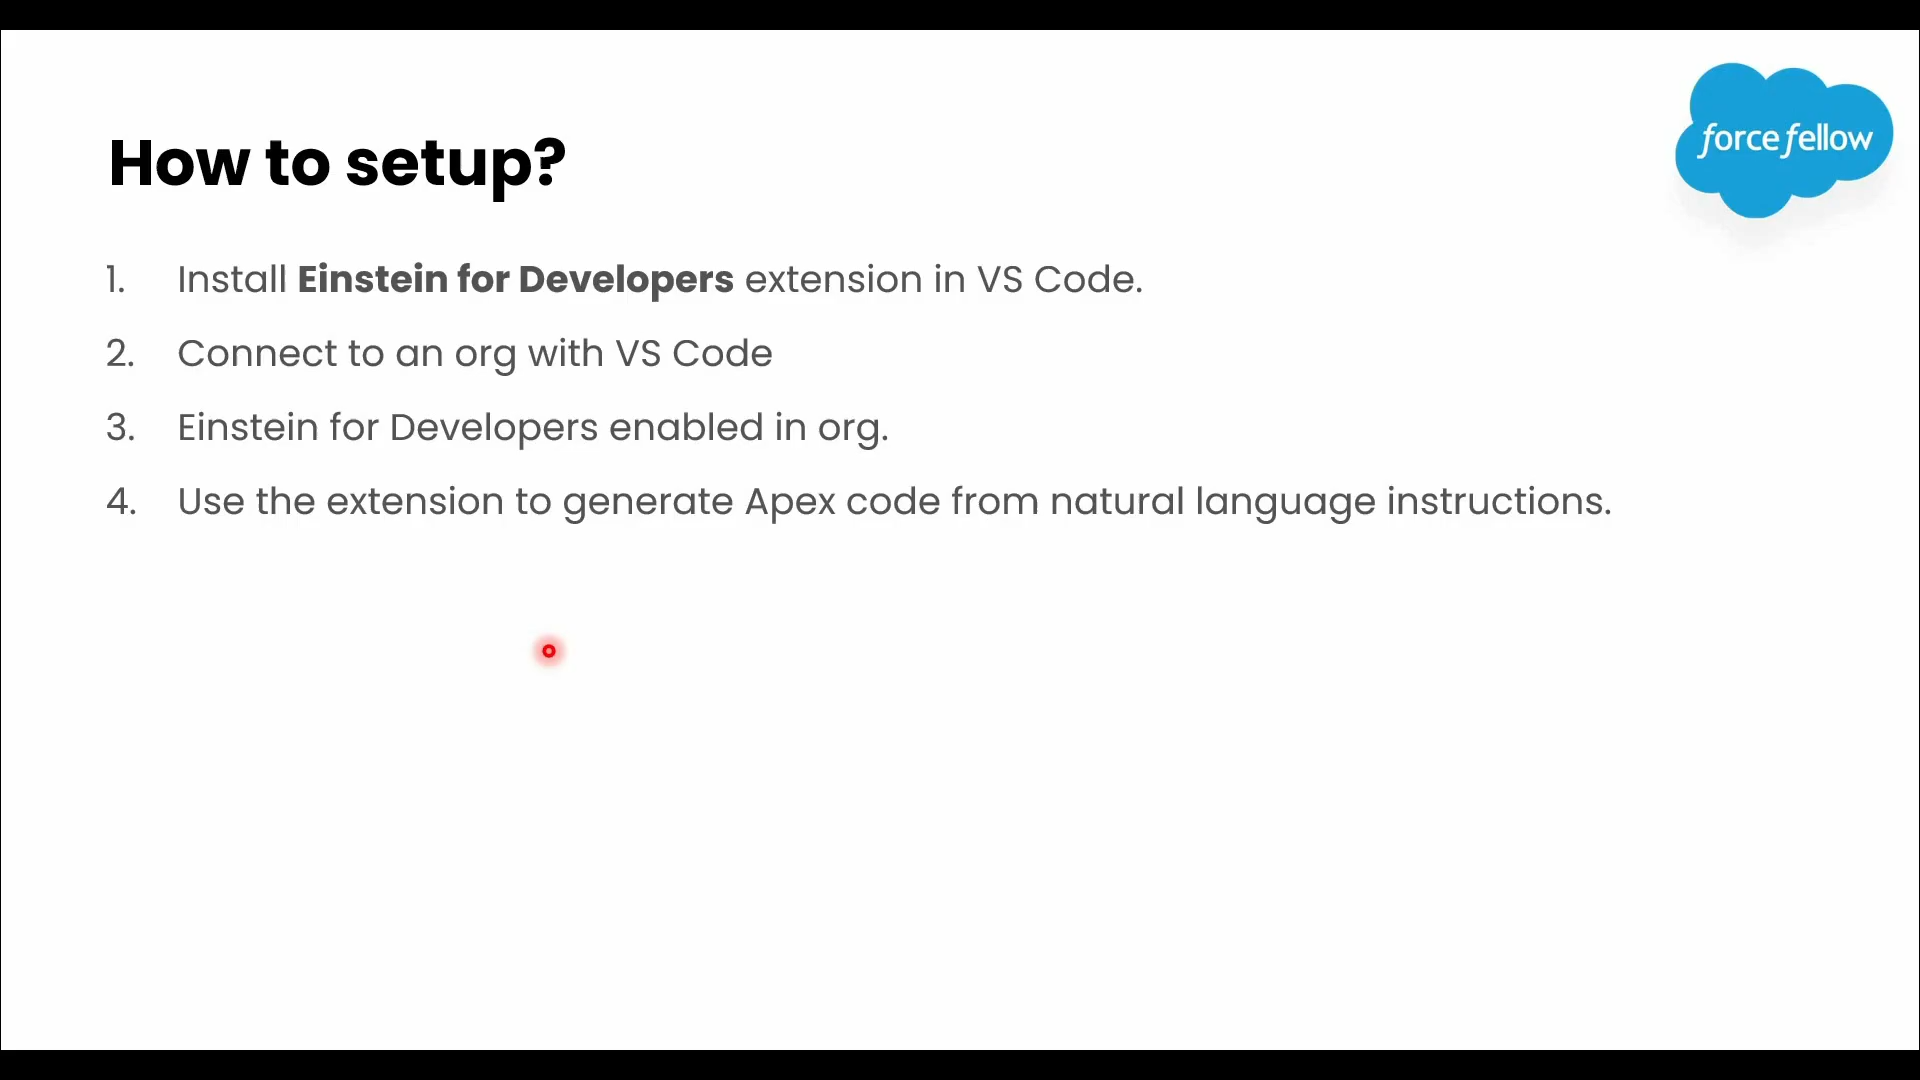 How to setup?
force fellow
1. Install Einstein for Developers extension in VS Code.
2. Connect to an org with VS Code
3. Einstein for Developers enabled in org.
4. Use the extension to generate Apex code from natural language instructions.